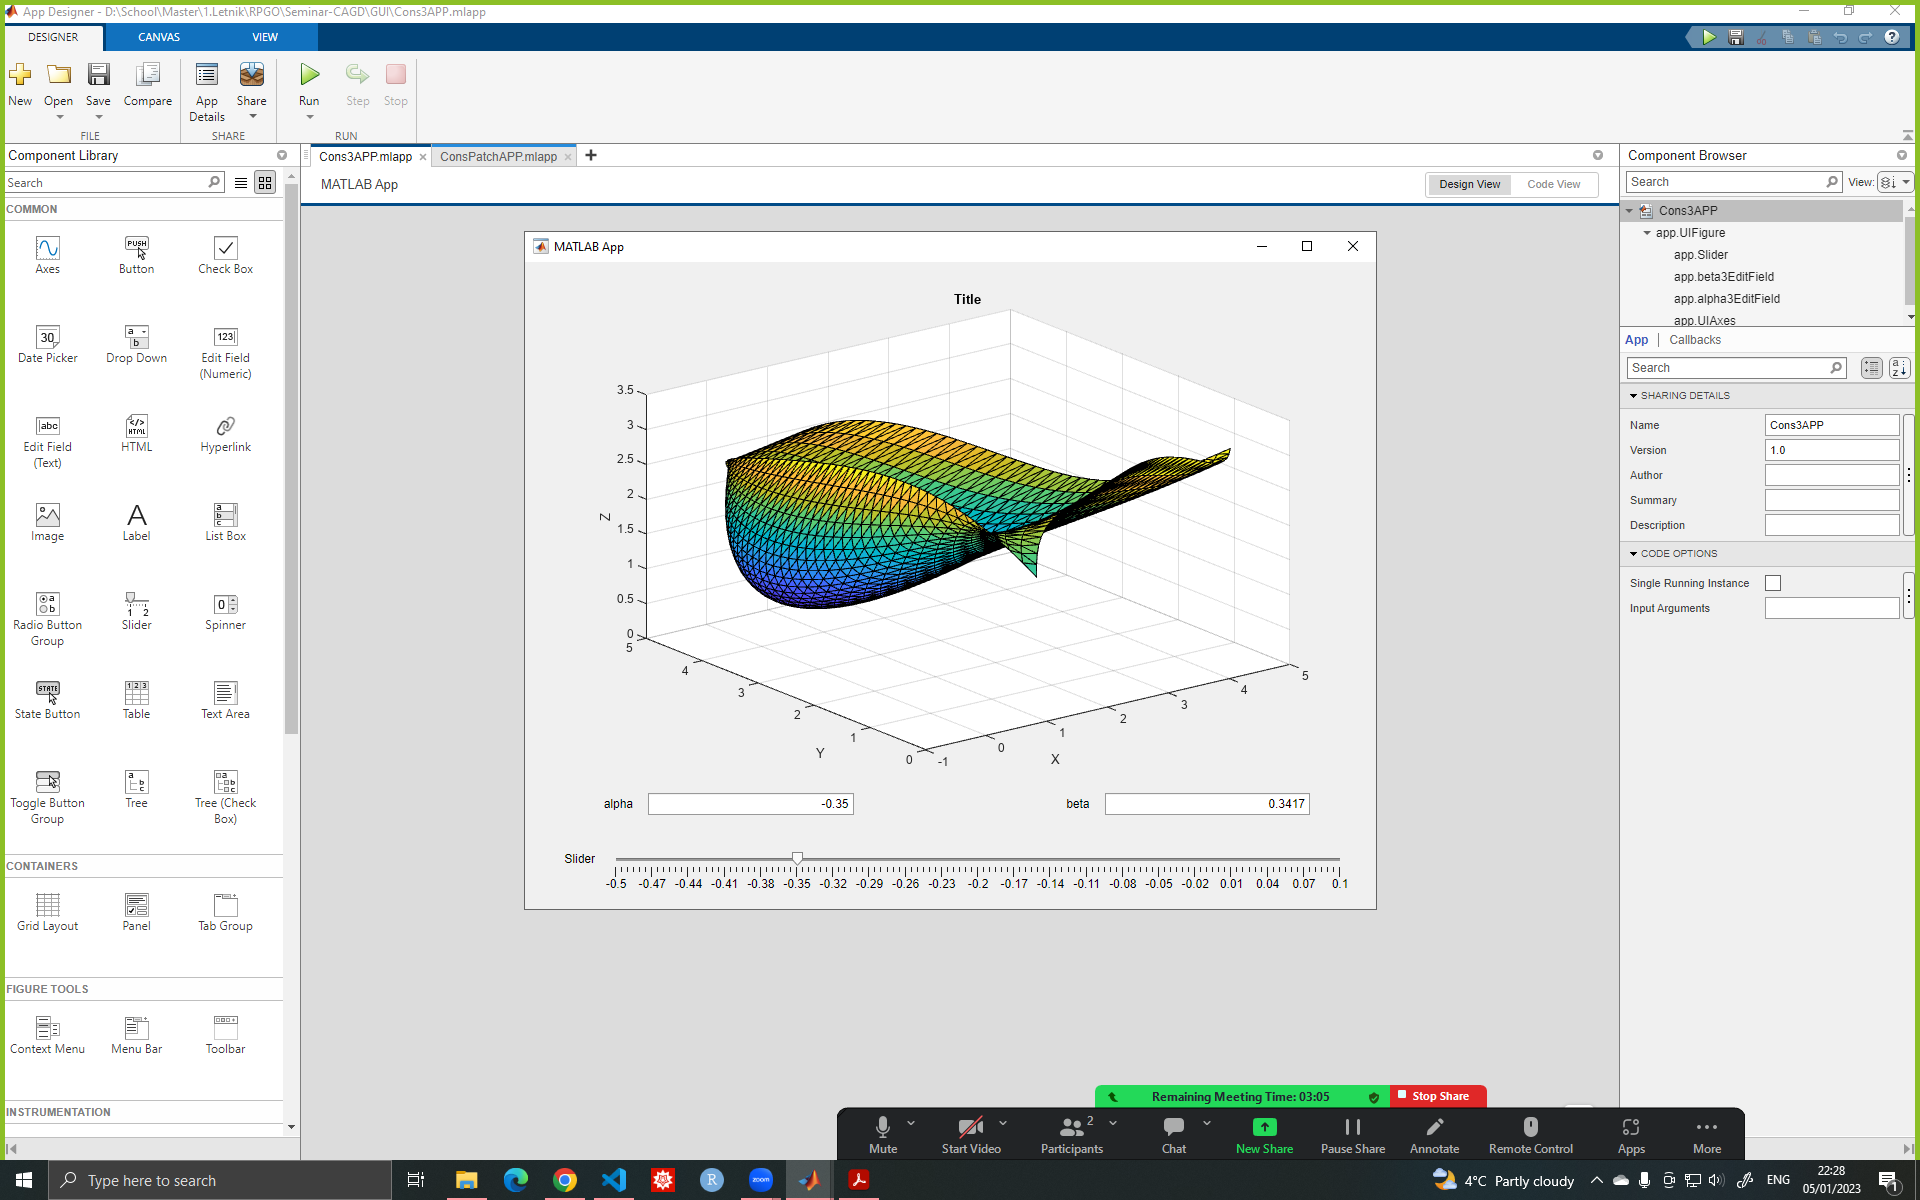 App Designer - D:\School\Master\1.Letnik\RPGO\Seminar-CAGD\GUI\Cons3APP.mlapp
DESIGNER CANVAS VIEW
New Open Save Compare App Details Share Run Step Stop
FILE SHARE RUN
Component Library
Search
COMMON
Axes Button Check Box
Date Picker Drop Down Edit Field (Numeric)
Edit Field (Text) HTML Hyperlink
Image Label List Box
Radio Button Group Slider Spinner
State Button Table Text Area
Toggle Button Group Tree Tree (Check Box)
CONTAINERS
Grid Layout Panel Tab Group
FIGURE TOOLS
Context Menu Menu Bar Toolbar
INSTRUMENTATION
Cons3APP.mlapp ConsPatchAPP.mlapp
MATLAB App
Design View Code View
MATLAB App
Title
3.5
3
2.5
2
1.5
1
0.5
0
Z
5 4 3 2 1 0
Y
-1 0 1 2 3 4 5
X
alpha -0.35
beta 0.3417
Slider
-0.5 -0.47 -0.44 -0.41 -0.38 -0.35 -0.32 -0.29 -0.26 -0.23 -0.2 -0.17 -0.14 -0.11 -0.08 -0.05 -0.02 0.01 0.04 0.07 0.1
Component Browser
Search View:
Cons3APP
app.UIFigure
app.Slider
app.beta3EditField
app.alpha3EditField
app.UIAxes
App Callbacks
Search
SHARING DETAILS
Name Cons3APP
Version 1.0
Author
Summary
Description
CODE OPTIONS
Single Running Instance
Input Arguments
Remaining Meeting Time: 03:05 Stop Share
Mute Start Video Participants 2 Chat New Share Pause Share Annotate Remote Control Apps More
Type here to search
4°C Partly cloudy ENG
22:28
05/01/2023